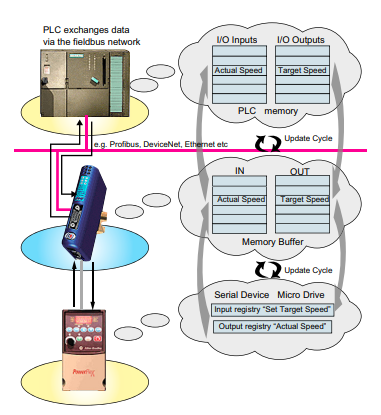 PLC exchanges data
via the fieldbus network
I/O Inputs I/O Outputs
Actual Speed Target Speed
PLC memory
Update Cycle
e.g. Profibus, DeviceNet, Ethernet etc
IN OUT
Actual Speed Target Speed
Memory Buffer
Update Cycle
Serial Device Micro Drive
Input registry “Set Target Speed”
Output registry “Actual Speed”
PowerFlex